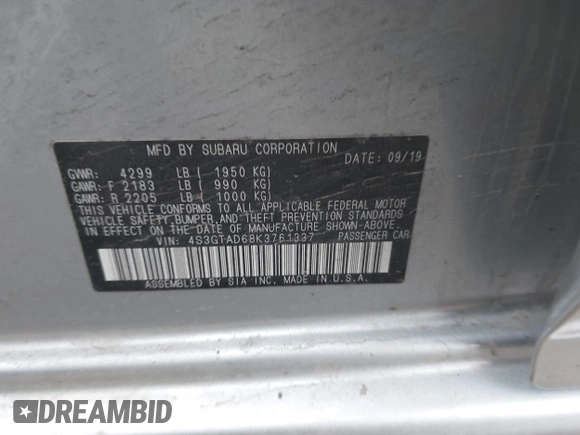 MFD BY SUBARU CORPORATION
DATE: 09/19
GVWR: 4299 LB ( 1950 KG)
GAWR: F 2183 LB ( 990 KG)
GAWR: R 2205 LB ( 1000 KG)
THIS VEHICLE CONFORMS TO ALL APPLICABLE FEDERAL MOTOR
VEHICLE SAFETY, BUMPER, AND THEFT PREVENTION STANDARDS
IN EFFECT ON THE DATE OF MANUFACTURE SHOWN-ABOVE.
VIN: 4S3GTAD68K3761337 PASSENGER CAR
ASSEMBLED BY SIA INC. MADE IN U.S.A.
DREAMBID